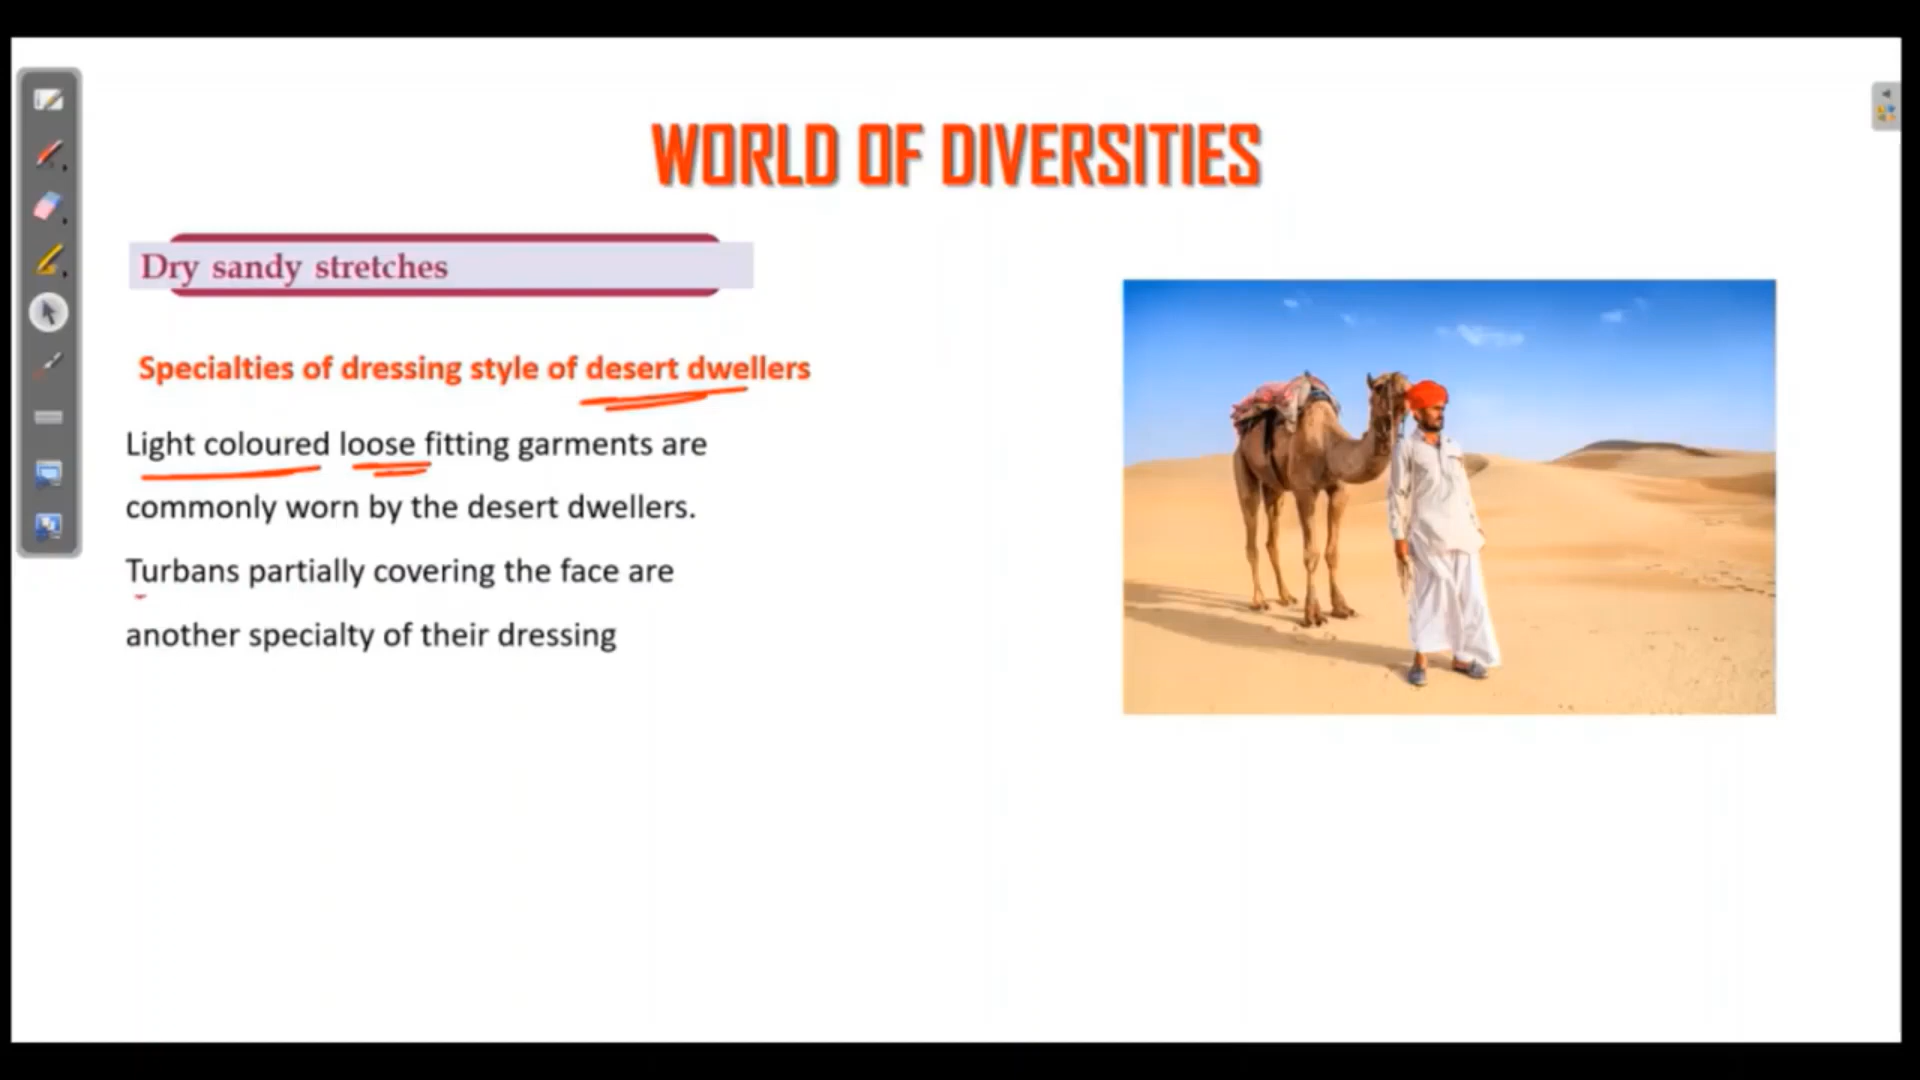 WORLD OF DIVERSITIES
Dry sandy stretches
Specialties of dressing style of desert dwellers
Light coloured loose fitting garments are
commonly worn by the desert dwellers.
Turbans partially covering the face are
another specialty of their dressing